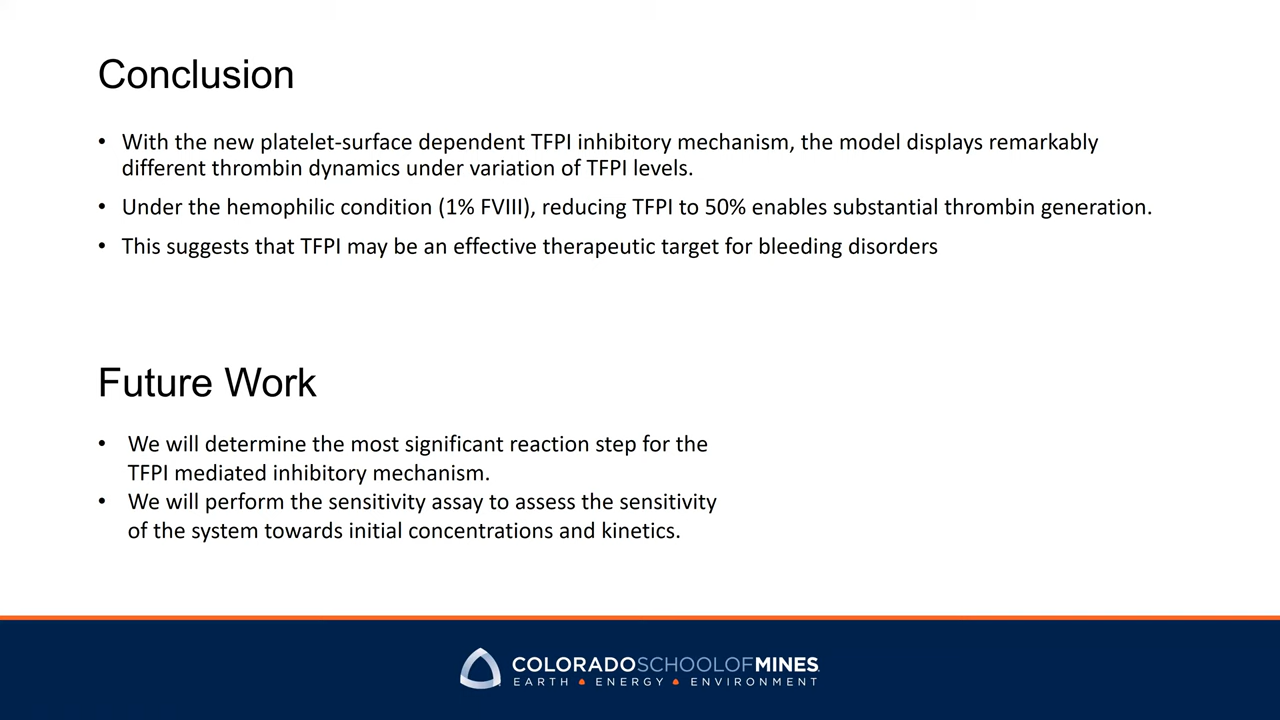 Conclusion
• With the new platelet-surface dependent TFPI inhibitory mechanism, the model displays remarkably
different thrombin dynamics under variation of TFPI levels.
• Under the hemophilic condition (1% FVIII), reducing TFPI to 50% enables substantial thrombin generation.
• This suggests that TFPI may be an effective therapeutic target for bleeding disorders
Future Work
• We will determine the most significant reaction step for the
TFPI mediated inhibitory mechanism.
• We will perform the sensitivity assay to assess the sensitivity
of the system towards initial concentrations and kinetics.
COLORADOSCHOOLOFMINES
EARTH ENERGY ENVIRONMENT